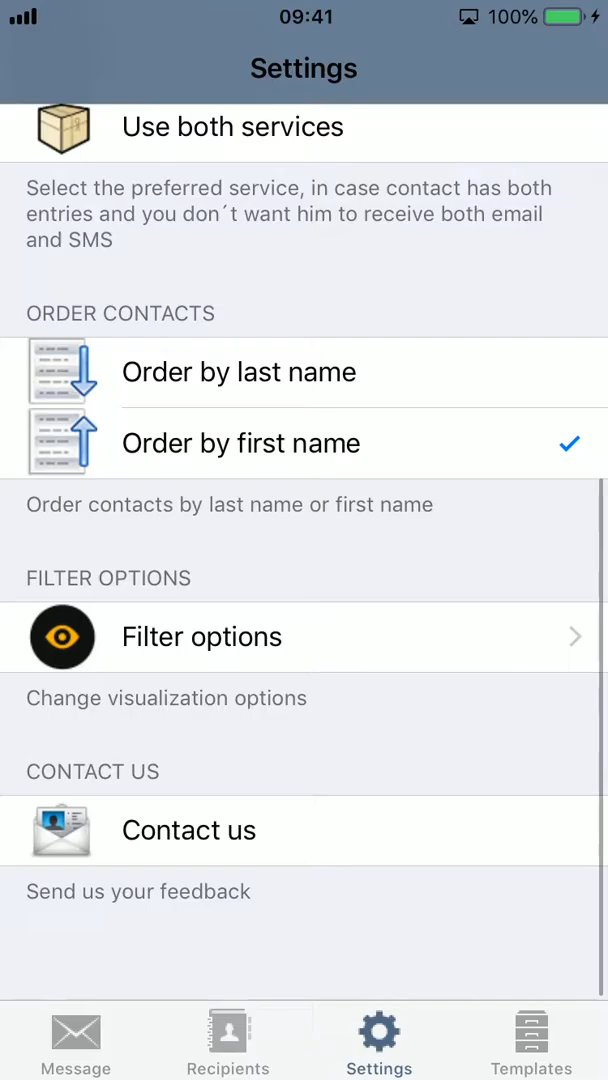 09:41
100%
Settings
Use both services
Select the preferred service, in case contact has both
entries and you don´t want him to receive both email
and SMS
ORDER CONTACTS
Order by last name
Order by first name
Order contacts by last name or first name
FILTER OPTIONS
Filter options
Change visualization options
CONTACT US
Contact us
Send us your feedback
Message
Recipients
Settings
Templates